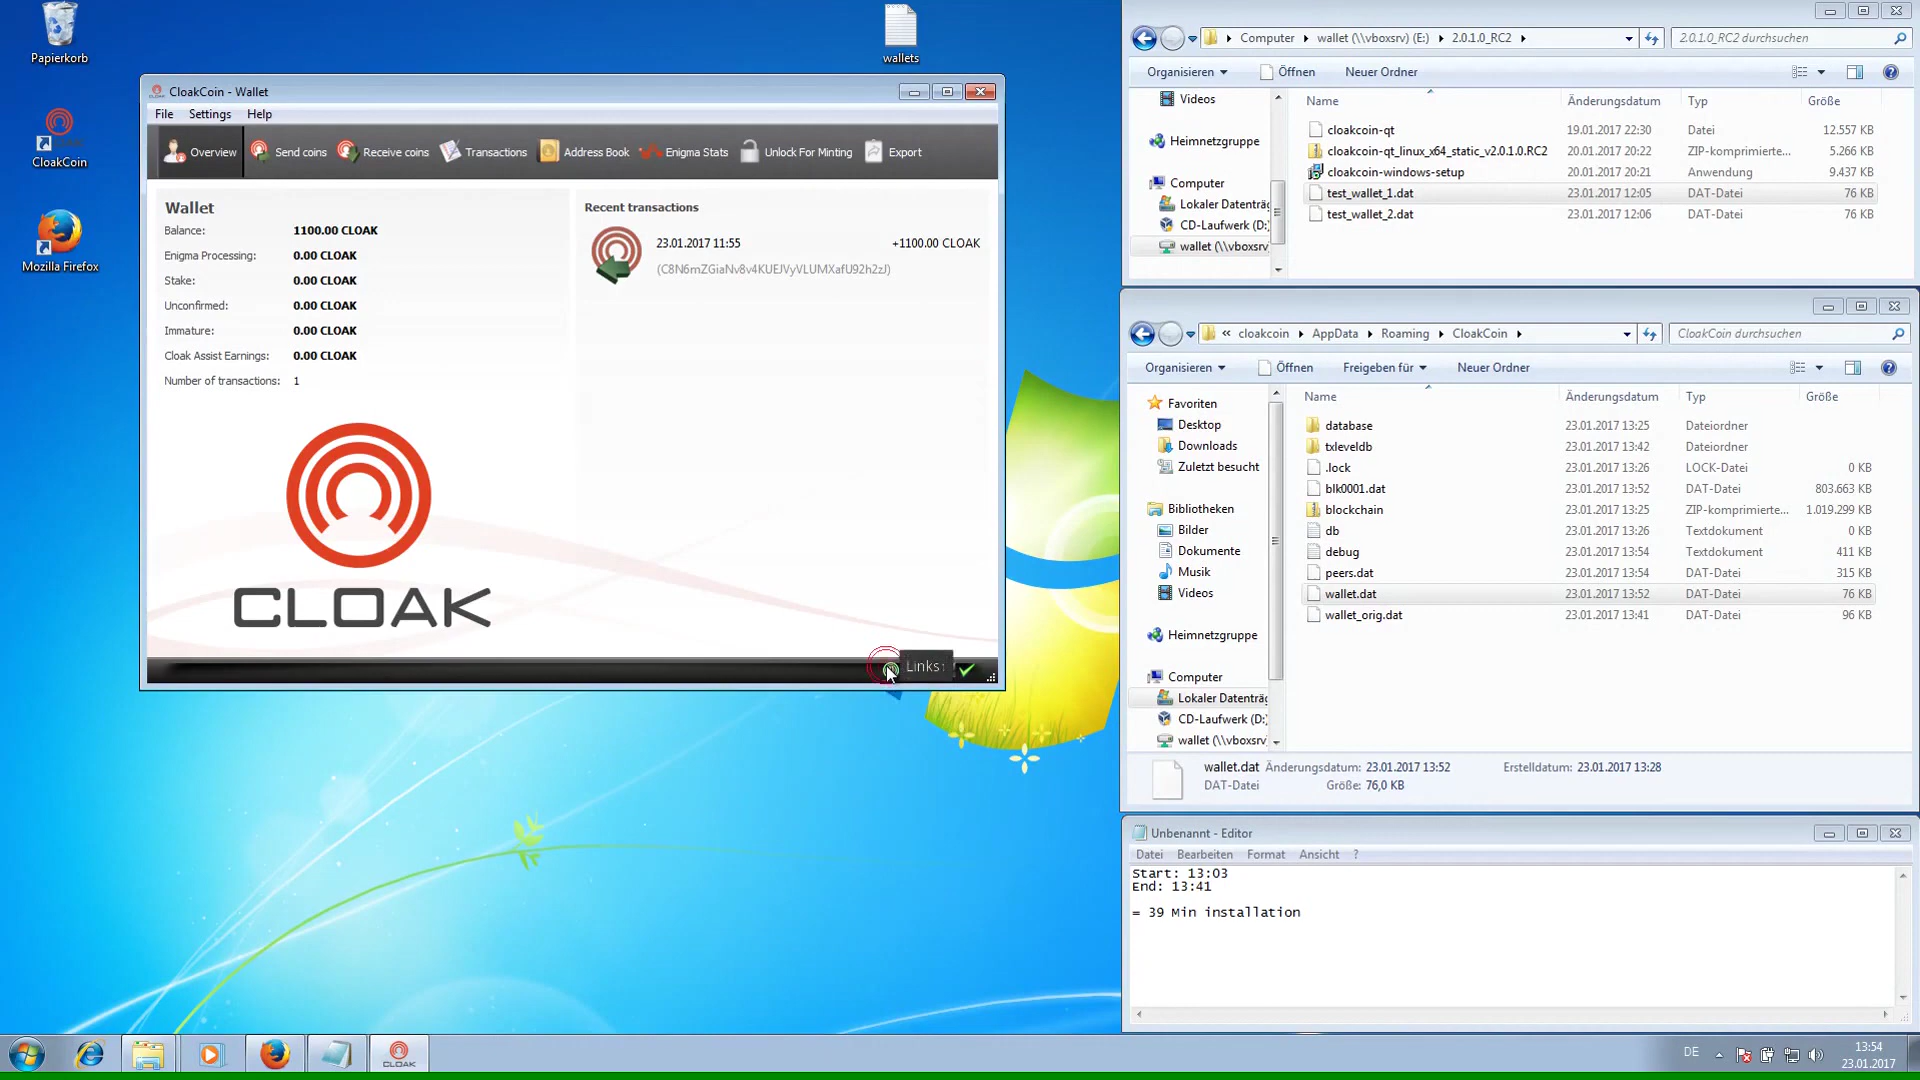 Papierkorb
CloakCoin
Mozilla Firefox
wallets
CloakCoin - Wallet
File Settings Help
Overview Send coins Receive coins Transactions Address Book Enigma Stats Unlock For Minting Export
Wallet
Balance: 1100.00 CLOAK
Enigma Processing: 0.00 CLOAK
Stake: 0.00 CLOAK
Unconfirmed: 0.00 CLOAK
Immature: 0.00 CLOAK
Cloak Assist Earnings: 0.00 CLOAK
Number of transactions: 1
Recent transactions
23.01.2017 11:55 +1100.00 CLOAK
(C8N6mZGiaNv8v4KUEJVyVLUMXafU92h2zJ)
CLOAK
Links:
Computer wallet (\\vboxsrv) (E:) 2.0.1.0_RC2
2.0.1.0_RC2 durchsuchen
Organisieren Öffnen Neuer Ordner
Videos
Heimnetzgruppe
Computer
Lokaler Datenträg
CD-Laufwerk (D:)
wallet (\\vboxsrv
Name Änderungsdatum Typ Größe
cloakcoin-qt 19.01.2017 22:30 Datei 12.557 KB
cloakcoin-qt_linux_x64_static_v2.0.1.0.RC2 20.01.2017 20:22 ZIP-komprimierte... 5.266 KB
cloakcoin-windows-setup 20.01.2017 20:21 Anwendung 9.437 KB
test_wallet_1.dat 23.01.2017 12:05 DAT-Datei 76 KB
test_wallet_2.dat 23.01.2017 12:06 DAT-Datei 76 KB
« cloakcoin AppData Roaming CloakCoin
CloakCoin durchsuchen
Organisieren Öffnen Freigeben für Neuer Ordner
Favoriten
Desktop
Downloads
Zuletzt besucht
Bibliotheken
Bilder
Dokumente
Musik
Videos
Heimnetzgruppe
Computer
Lokaler Datenträg
CD-Laufwerk (D:)
wallet (\\vboxsrv
Name Änderungsdatum Typ Größe
database 23.01.2017 13:25 Dateiordner
txleveldb 23.01.2017 13:42 Dateiordner
.lock 23.01.2017 13:26 LOCK-Datei 0 KB
blk0001.dat 23.01.2017 13:52 DAT-Datei 803.663 KB
blockchain 23.01.2017 13:25 ZIP-komprimierte... 1.019.299 KB
db 23.01.2017 13:26 Textdokument 0 KB
debug 23.01.2017 13:54 Textdokument 411 KB
peers.dat 23.01.2017 13:54 DAT-Datei 315 KB
wallet.dat 23.01.2017 13:52 DAT-Datei 76 KB
wallet_orig.dat 23.01.2017 13:41 DAT-Datei 96 KB
wallet.dat Änderungsdatum: 23.01.2017 13:52 Erstelldatum: 23.01.2017 13:28
DAT-Datei Größe: 76,0 KB
Unbenannt - Editor
Datei Bearbeiten Format Ansicht ?
Start: 13:03
End: 13:41
= 39 Min installation
CLOAK
DE
13:54
23.01.2017